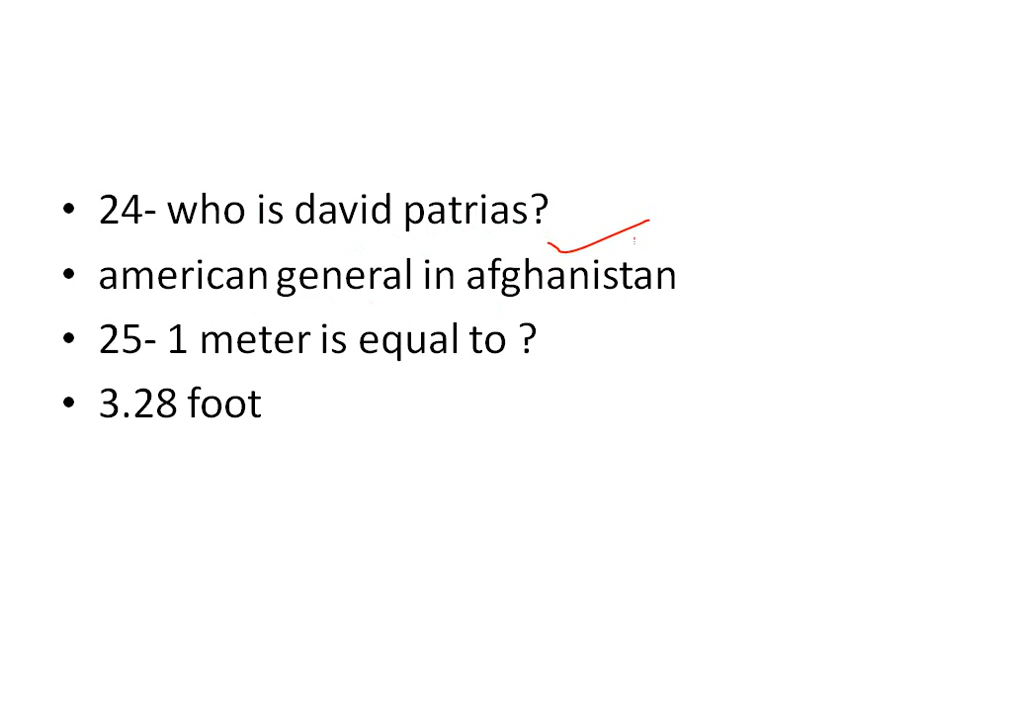 • 24- who is david patrias?
• american general in afghanistan
• 25- 1 meter is equal to ?
• 3.28 foot